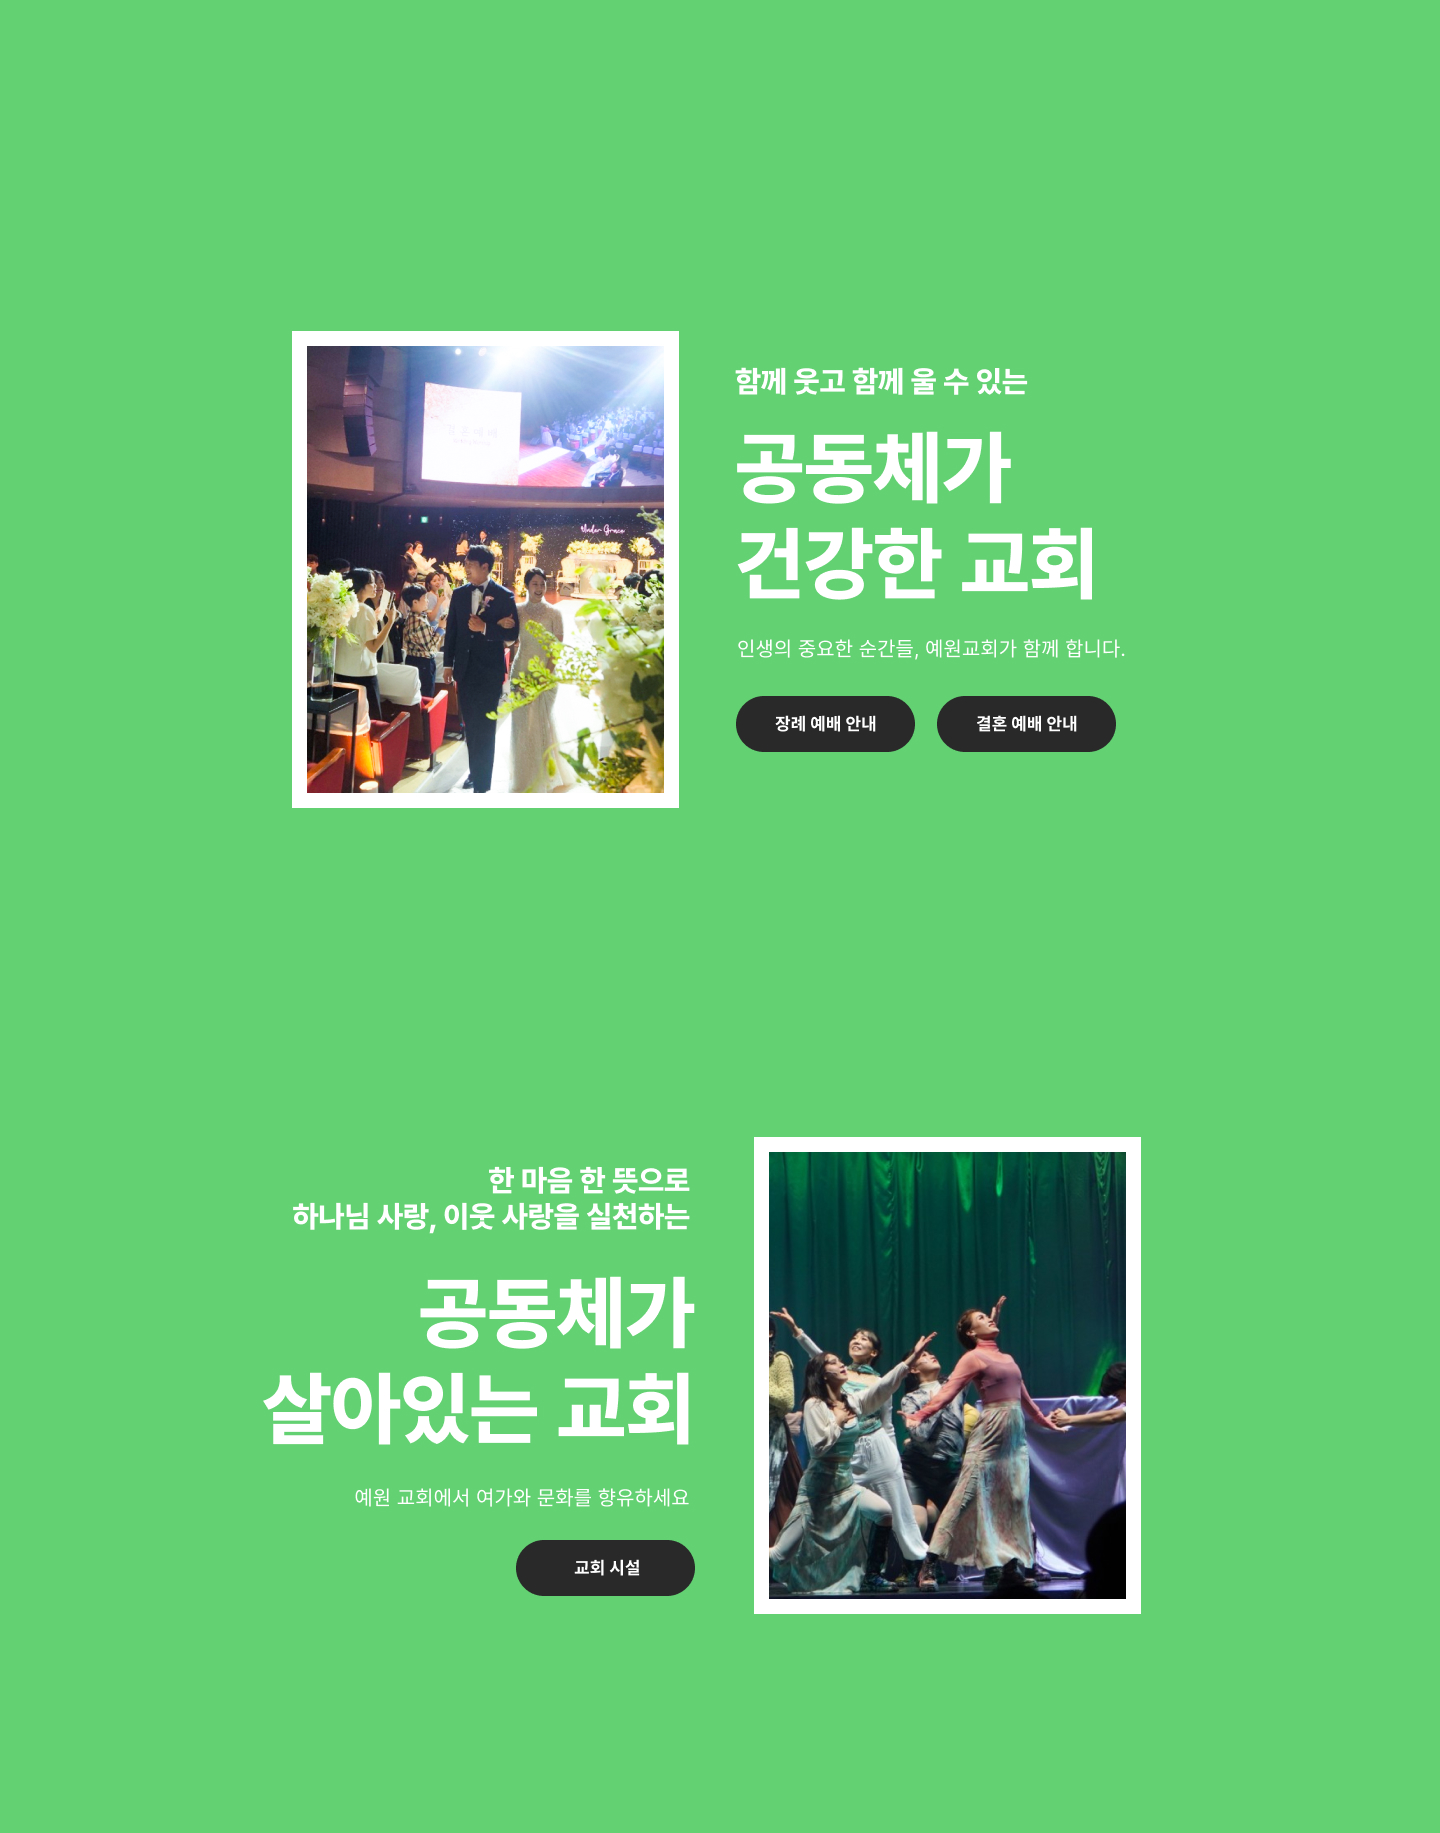 함께 웃고 함께 울 수 있는
공동체가
건강한 교회
인생의 중요한 순간들, 예원교회가 함께 합니다.
장례 예배 안내
결혼 예배 안내
Under Grace
한 마음 한 뜻으로
하나님 사랑, 이웃 사랑을 실천하는
공동체가
살아있는 교회
예원 교회에서 여가와 문화를 향유하세요
교회 시설